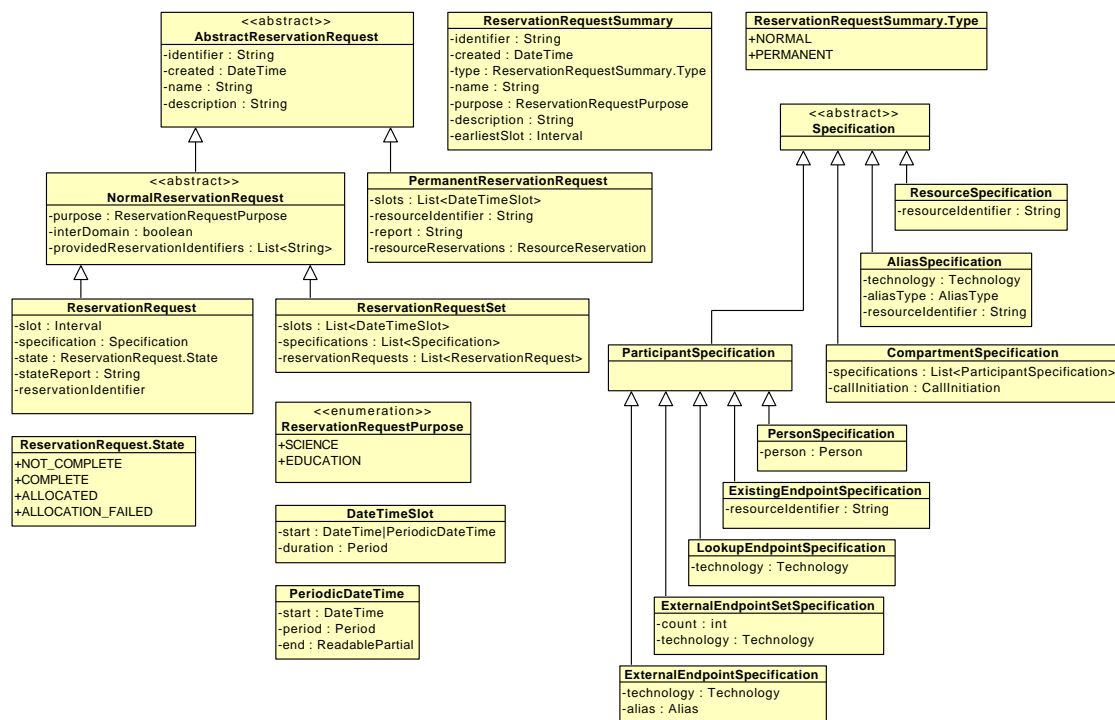 <<abstract>>
AbstractReservationRequest
-identifier : String
-created : DateTime
-name : String
-description : String
ReservationRequestSummary
-identifier : String
-created : DateTime
-type : ReservationRequestSummary.Type
-name : String
-purpose : ReservationRequestPurpose
-description : String
-earliestSlot : Interval
ReservationRequestSummary.Type
+NORMAL
+PERMANENT
<<abstract>>
Specification
<<abstract>>
NormalReservationRequest
-purpose : ReservationRequestPurpose
-interDomain : boolean
-providedReservationIdentifiers : List<String>
PermanentReservationRequest
-slots : List<DateTimeSlot>
-resourceIdentifier : String
-report : String
-resourceReservations : ResourceReservation
ResourceSpecification
-resourceIdentifier : String
AliasSpecification
-technology : Technology
-aliasType : AliasType
-resourceIdentifier : String
ReservationRequest
-slot : Interval
-specification : Specification
-state : ReservationRequest.State
-stateReport : String
-reservationIdentifier
ReservationRequestSet
-slots : List<DateTimeSlot>
-specifications : List<Specification>
-reservationRequests : List<ReservationRequest>
ParticipantSpecification
CompartmentSpecification
-specifications : List<ParticipantSpecification>
-callInitiation : CallInitiation
<<enumeration>>
ReservationRequestPurpose
+SCIENCE
+EDUCATION
ReservationRequest.State
+NOT_COMPLETE
+COMPLETE
+ALLOCATED
+ALLOCATION_FAILED
PersonSpecification
-person : Person
ExistingEndpointSpecification
-resourceIdentifier : String
DateTimeSlot
-start : DateTime|PeriodicDateTime
-duration : Period
LookupEndpointSpecification
-technology : Technology
PeriodicDateTime
-start : DateTime
-period : Period
-end : ReadablePartial
ExternalEndpointSetSpecification
-count : int
-technology : Technology
ExternalEndpointSpecification
-technology : Technology
-alias : Alias